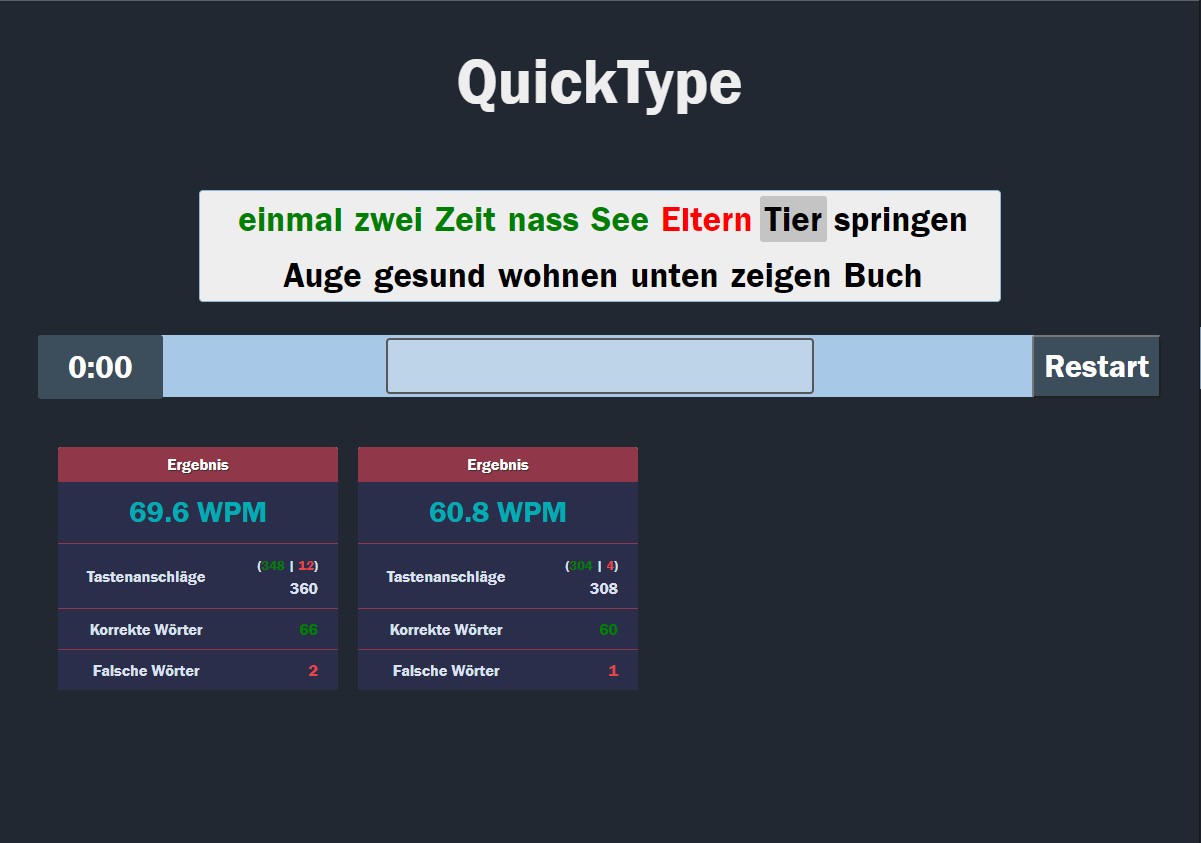 QuickType
einmal zwei Zeit nass See Eltern Tier springen
Auge gesund wohnen unten zeigen Buch
0:00
Restart
Ergebnis
69.6 WPM
Tastenanschläge
(348 | 12)
360
Korrekte Wörter 66
Falsche Wörter 2
Ergebnis
60.8 WPM
Tastenanschläge
(304 | 4)
308
Korrekte Wörter 60
Falsche Wörter 1